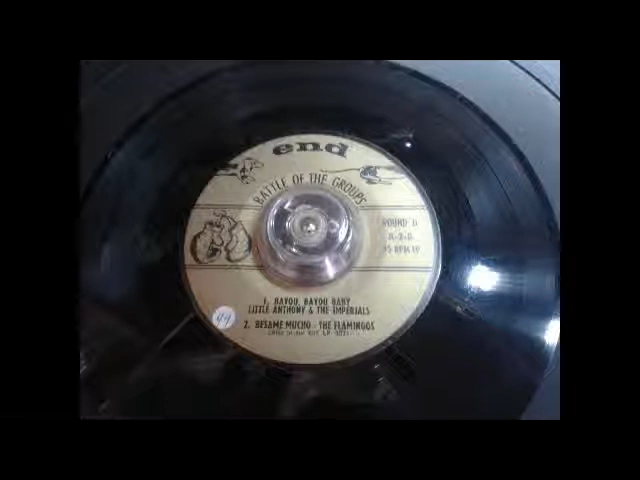 end
BATTLE OF THE GROUPS
ROUND D
45 RPM EP
1. BAYOU, BAYOU BABY
LITTLE ANTHONY & THE IMPERIALS
2. BESAME MUCHO - THE FLAMINGOS
49